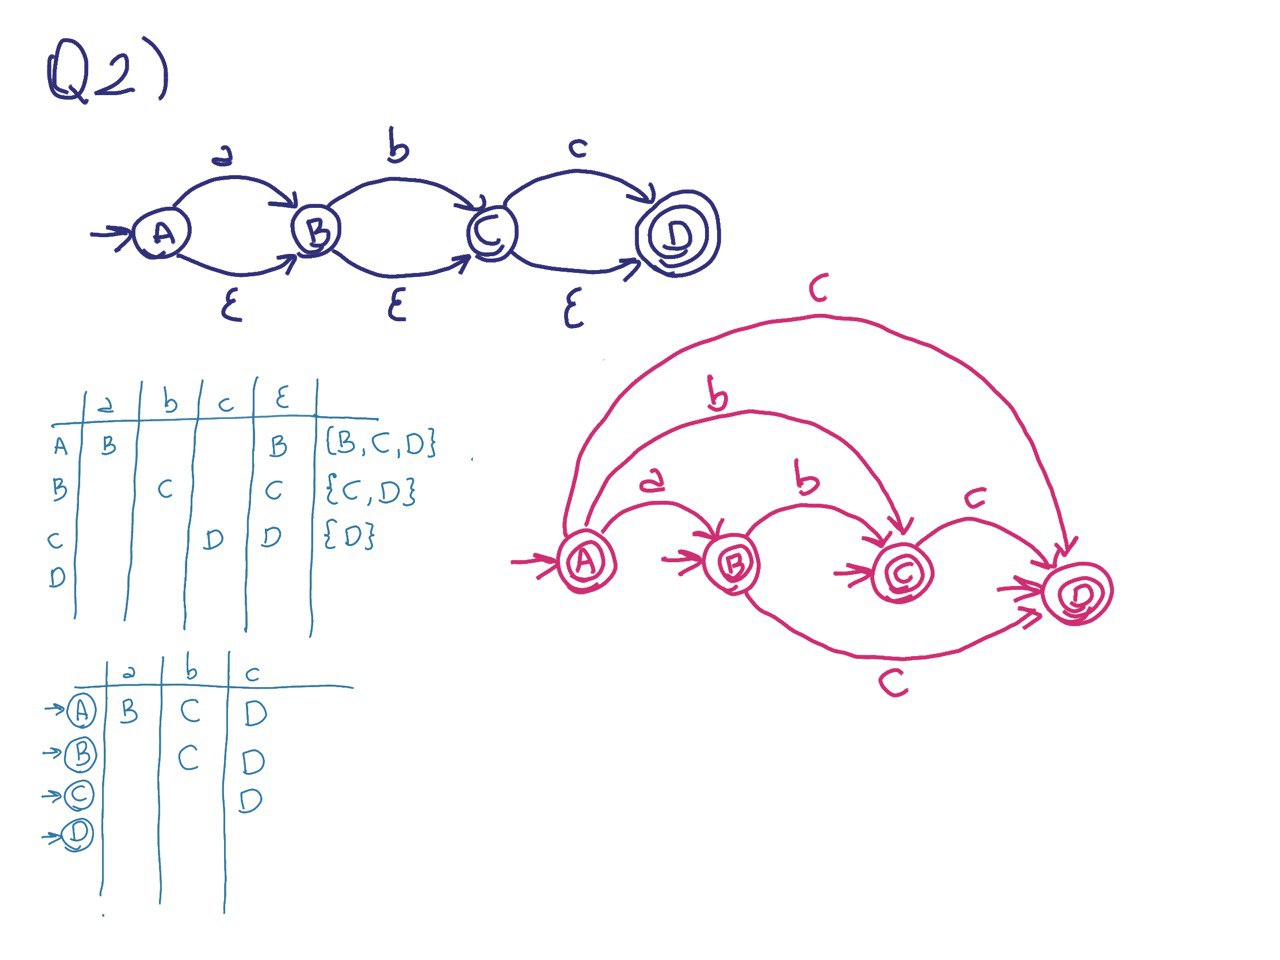 Q2)
a b c
A B C D
ε ε ε
a b c ε
A B B {B, C, D}
B C C {C, D}
C D D {D}
D
a b c
A B C D
B C D
C D
D
c
b
a b c
A B C D
c